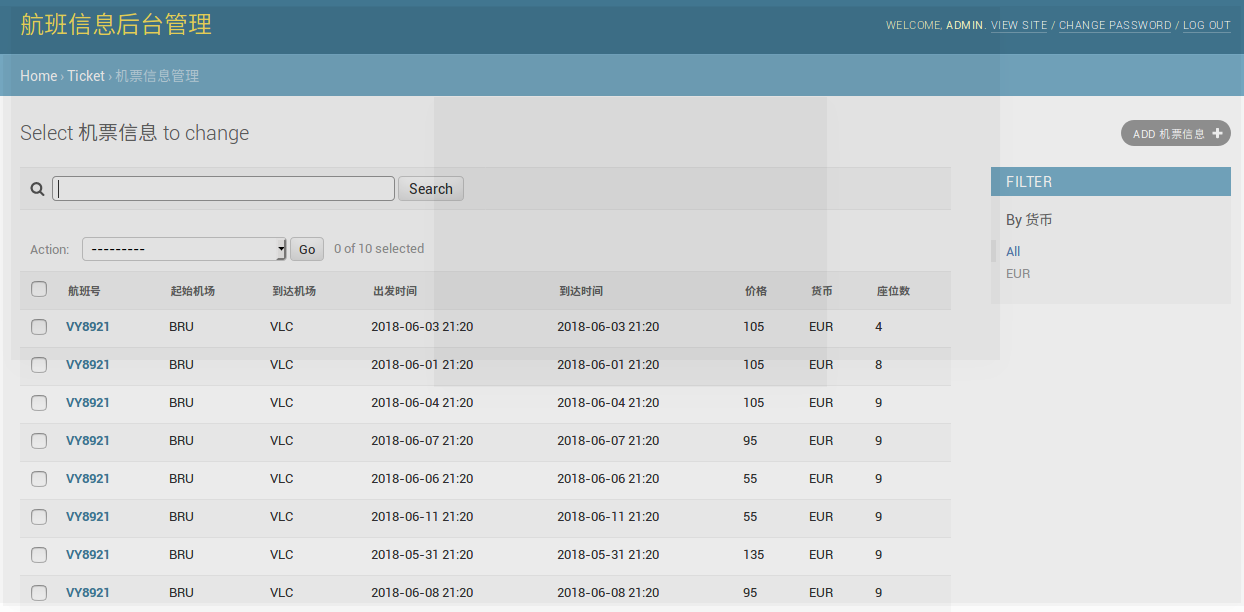 航班信息后台管理
WELCOME, ADMIN. VIEW SITE / CHANGE PASSWORD / LOG OUT
Home › Ticket › 机票信息管理
Select 机票信息 to change
ADD 机票信息 +
Search
FILTER
By 货币
All
EUR
Action: --------- Go 0 of 10 selected
航班号 起始机场 到达机场 出发时间 到达时间 价格 货币 座位数
VY8921 BRU VLC 2018-06-03 21:20 2018-06-03 21:20 105 EUR 4
VY8921 BRU VLC 2018-06-01 21:20 2018-06-01 21:20 105 EUR 8
VY8921 BRU VLC 2018-06-04 21:20 2018-06-04 21:20 105 EUR 9
VY8921 BRU VLC 2018-06-07 21:20 2018-06-07 21:20 95 EUR 9
VY8921 BRU VLC 2018-06-06 21:20 2018-06-06 21:20 55 EUR 9
VY8921 BRU VLC 2018-06-11 21:20 2018-06-11 21:20 55 EUR 9
VY8921 BRU VLC 2018-05-31 21:20 2018-05-31 21:20 135 EUR 9
VY8921 BRU VLC 2018-06-08 21:20 2018-06-08 21:20 95 EUR 9